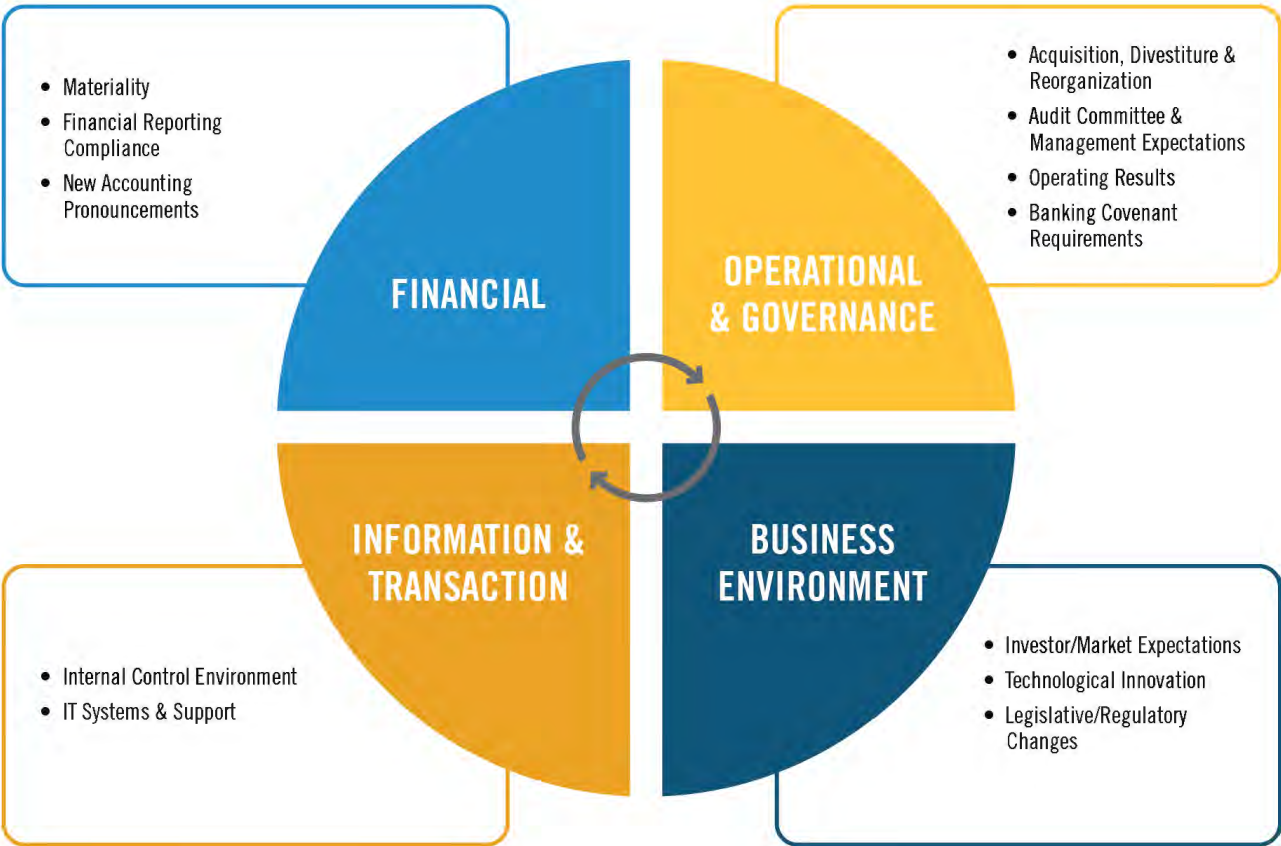 • Materiality
• Financial Reporting
Compliance
• New Accounting
Pronouncements
FINANCIAL
• Acquisition, Divestiture &
Reorganization
• Audit Committee &
Management Expectations
• Operating Results
• Banking Covenant
Requirements
OPERATIONAL
& GOVERNANCE
INFORMATION &
TRANSACTION
• Internal Control Environment
• IT Systems & Support
BUSINESS
ENVIRONMENT
• Investor/Market Expectations
• Technological Innovation
• Legislative/Regulatory
Changes